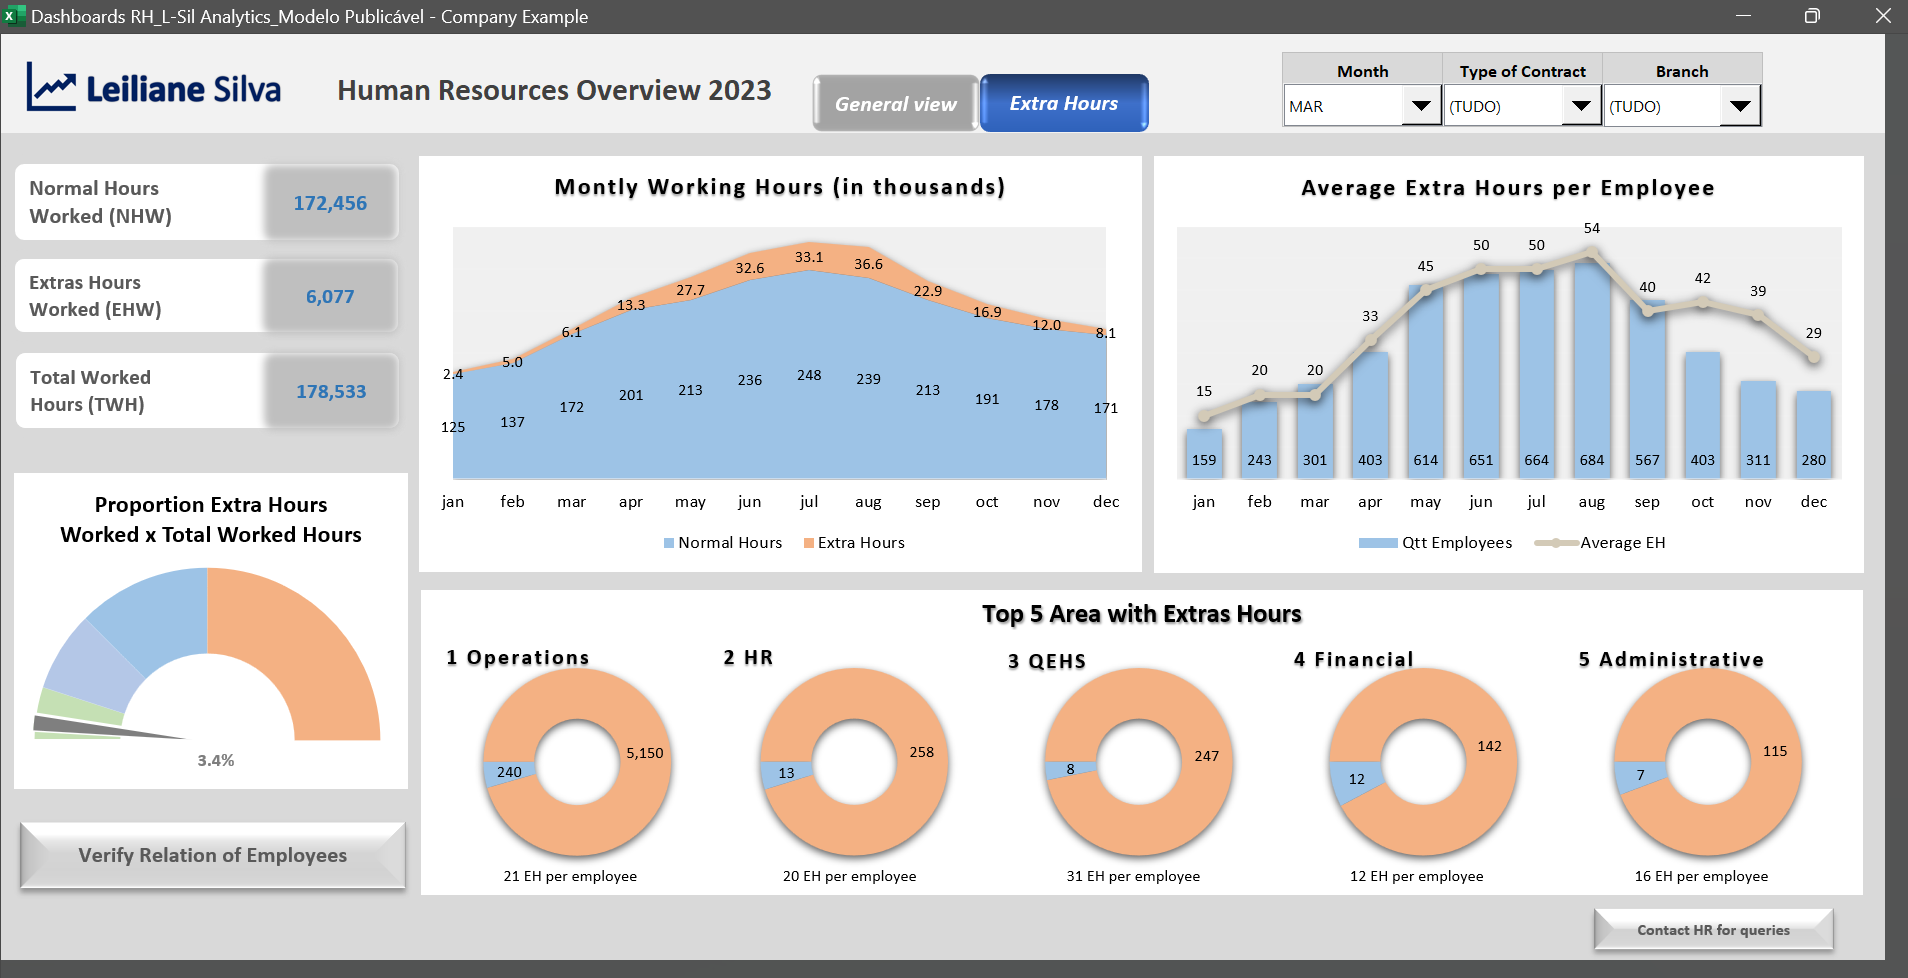 Dashboards RH_L-Sil Analytics_Modelo Publicável - Company Example
Leiliane Silva
Human Resources Overview 2023
General view
Extra Hours
Month
Type of Contract
Branch
MAR
(TUDO)
(TUDO)
Normal Hours
Worked (NHW)
172,456
Extras Hours
Worked (EHW)
6,077
Total Worked
Hours (TWH)
178,533
Proportion Extra Hours
Worked x Total Worked Hours
3.4%
Verify Relation of Employees
Montly Working Hours (in thousands)
2.4 5.0 6.1 13.3 27.7 32.6 33.1 36.6 22.9 16.9 12.0 8.1
125 137 172 201 213 236 248 239 213 191 178 171
jan feb mar apr may jun jul aug sep oct nov dec
Normal Hours Extra Hours
Average Extra Hours per Employee
15 20 20 33 45 50 50 54 40 42 39 29
159 243 301 403 614 651 664 684 567 403 311 280
jan feb mar apr may jun jul aug sep oct nov dec
Qtt Employees Average EH
Top 5 Area with Extras Hours
1 Operations
5,150
240
21 EH per employee
2 HR
258
13
20 EH per employee
3 QEHS
247
8
31 EH per employee
4 Financial
142
12
12 EH per employee
5 Administrative
115
7
16 EH per employee
Contact HR for queries